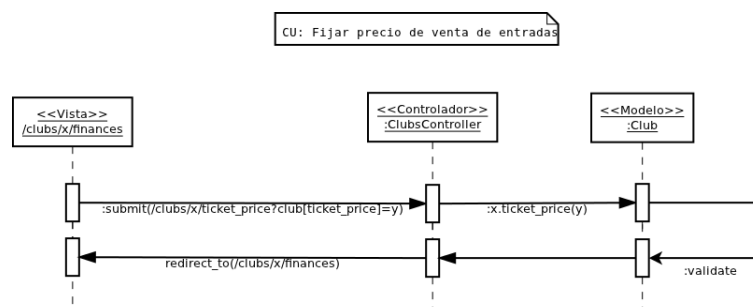 CU: Fijar precio de venta de entradas
<<Vista>>
/clubs/x/finances
<<Controlador>>
:ClubsController
<<Modelo>>
:Club
:submit(/clubs/x/ticket_price?club[ticket_price]=y)
:x.ticket_price(y)
redirect_to(/clubs/x/finances)
:validate